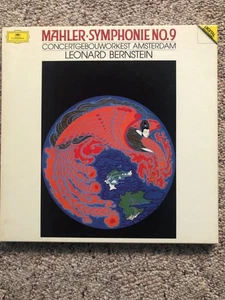 MAHLER·SYMPHONIE NO.9
CONCERTGEBOUWORKEST AMSTERDAM
LEONARD BERNSTEIN